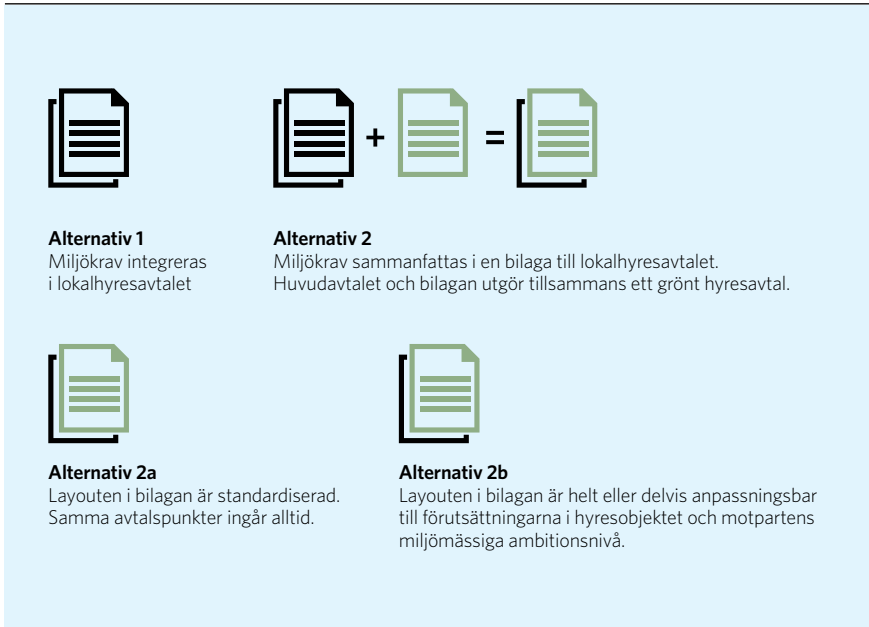 + =
Alternativ 1
Miljökrav integreras
i lokalhyresavtalet
Alternativ 2
Miljökrav sammanfattas i en bilaga till lokalhyresavtalet.
Huvudavtalet och bilagan utgör tillsammans ett grönt hyresavtal.
Alternativ 2a
Layouten i bilagan är standardiserad.
Samma avtalspunkter ingår alltid.
Alternativ 2b
Layouten i bilagan är helt eller delvis anpassningsbar
till förutsättningarna i hyresobjektet och motpartens
miljömässiga ambitionsnivå.